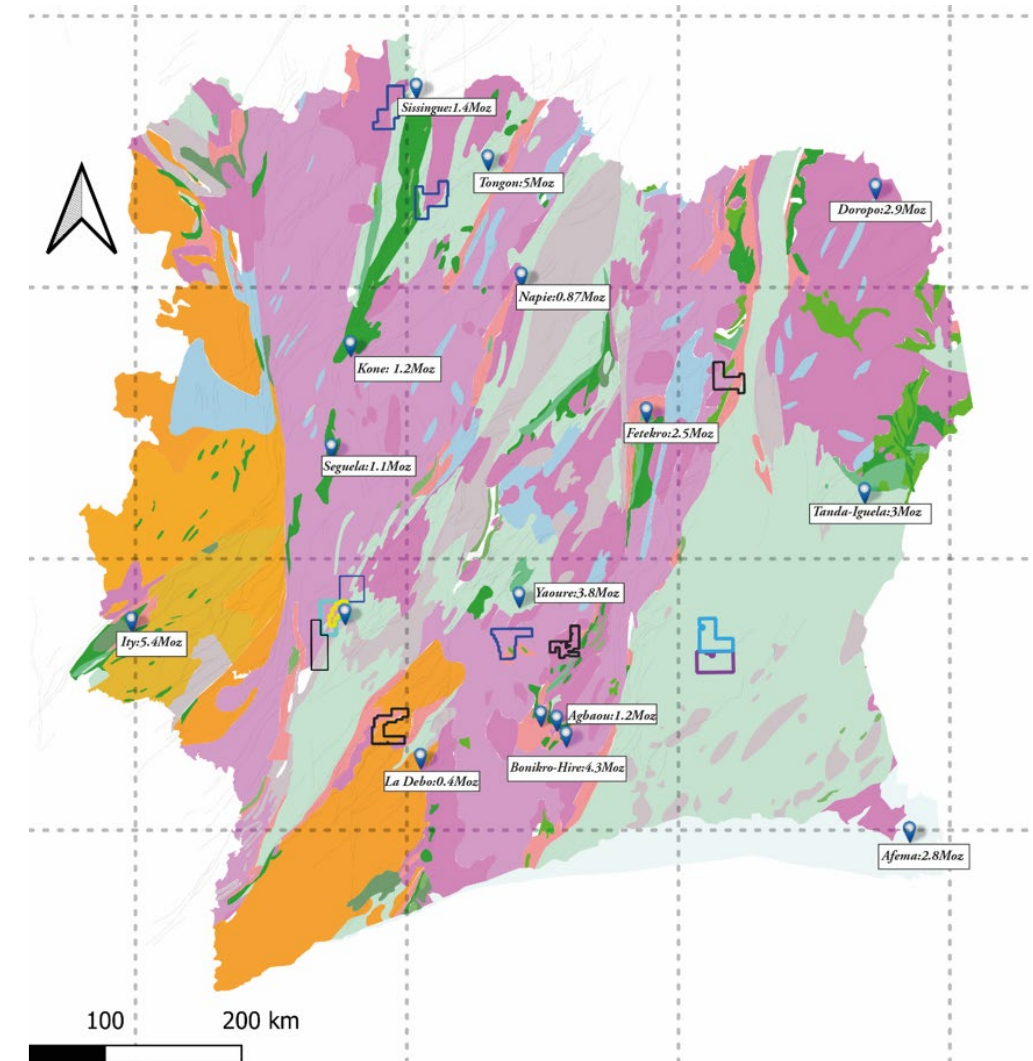 Sissingue:1.4Moz
Tongon:5Moz
Doropo:2.9Moz
Napie:0.87Moz
Kone: 1.2Moz
Fetekro:2.5Moz
Seguela:1.1Moz
Tanda-Iguela:3Moz
Yaoure:3.8Moz
Ity:5.4Moz
Agbaou:1.2Moz
Bonikro-Hire:4.3Moz
La Debo:0.4Moz
Afema:2.8Moz
100 200 km